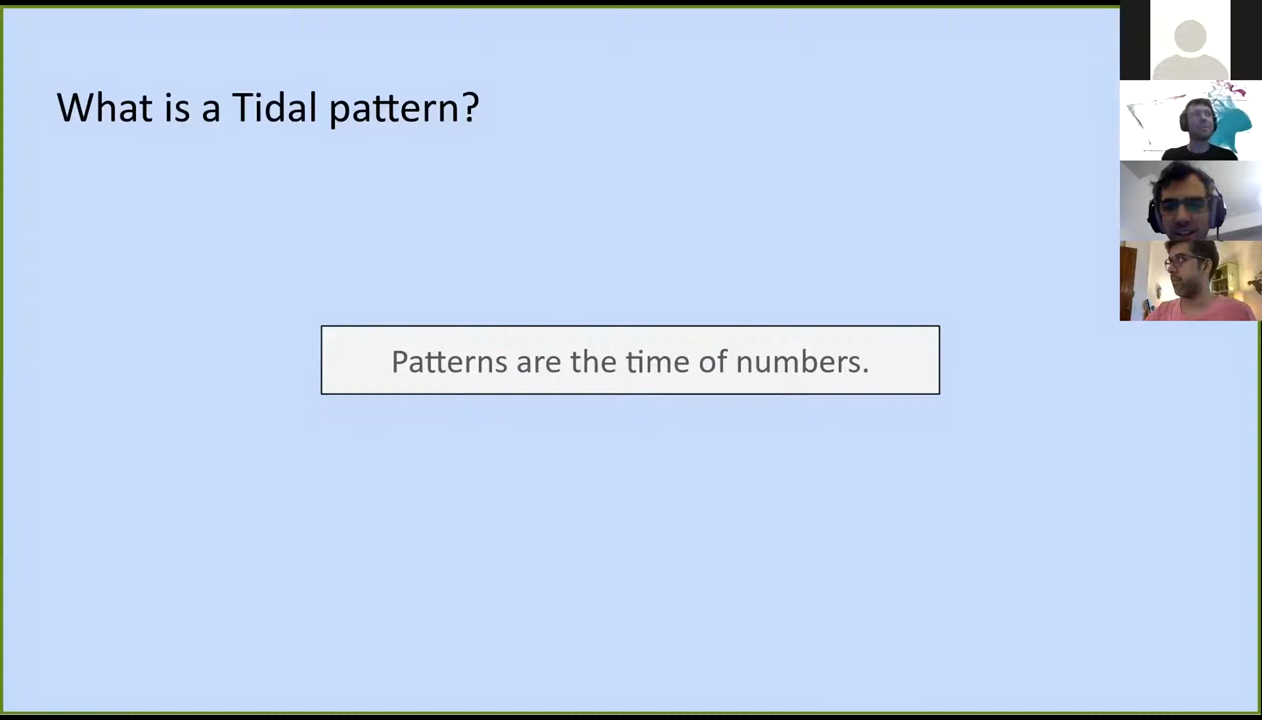 What is a Tidal pattern?
Patterns are the time of numbers.